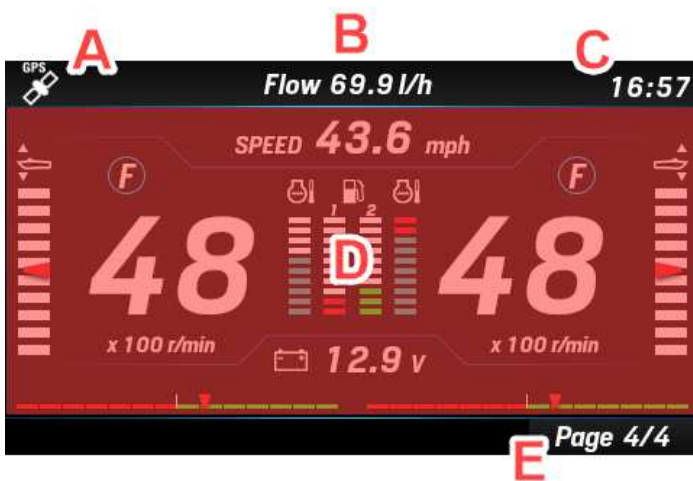 A
B
C
GPS
Flow 69.9 l/h
16:57
SPEED 43.6 mph
F
F
1 2
D
48
48
x 100 r/min
x 100 r/min
12.9 V
Page 4/4
E